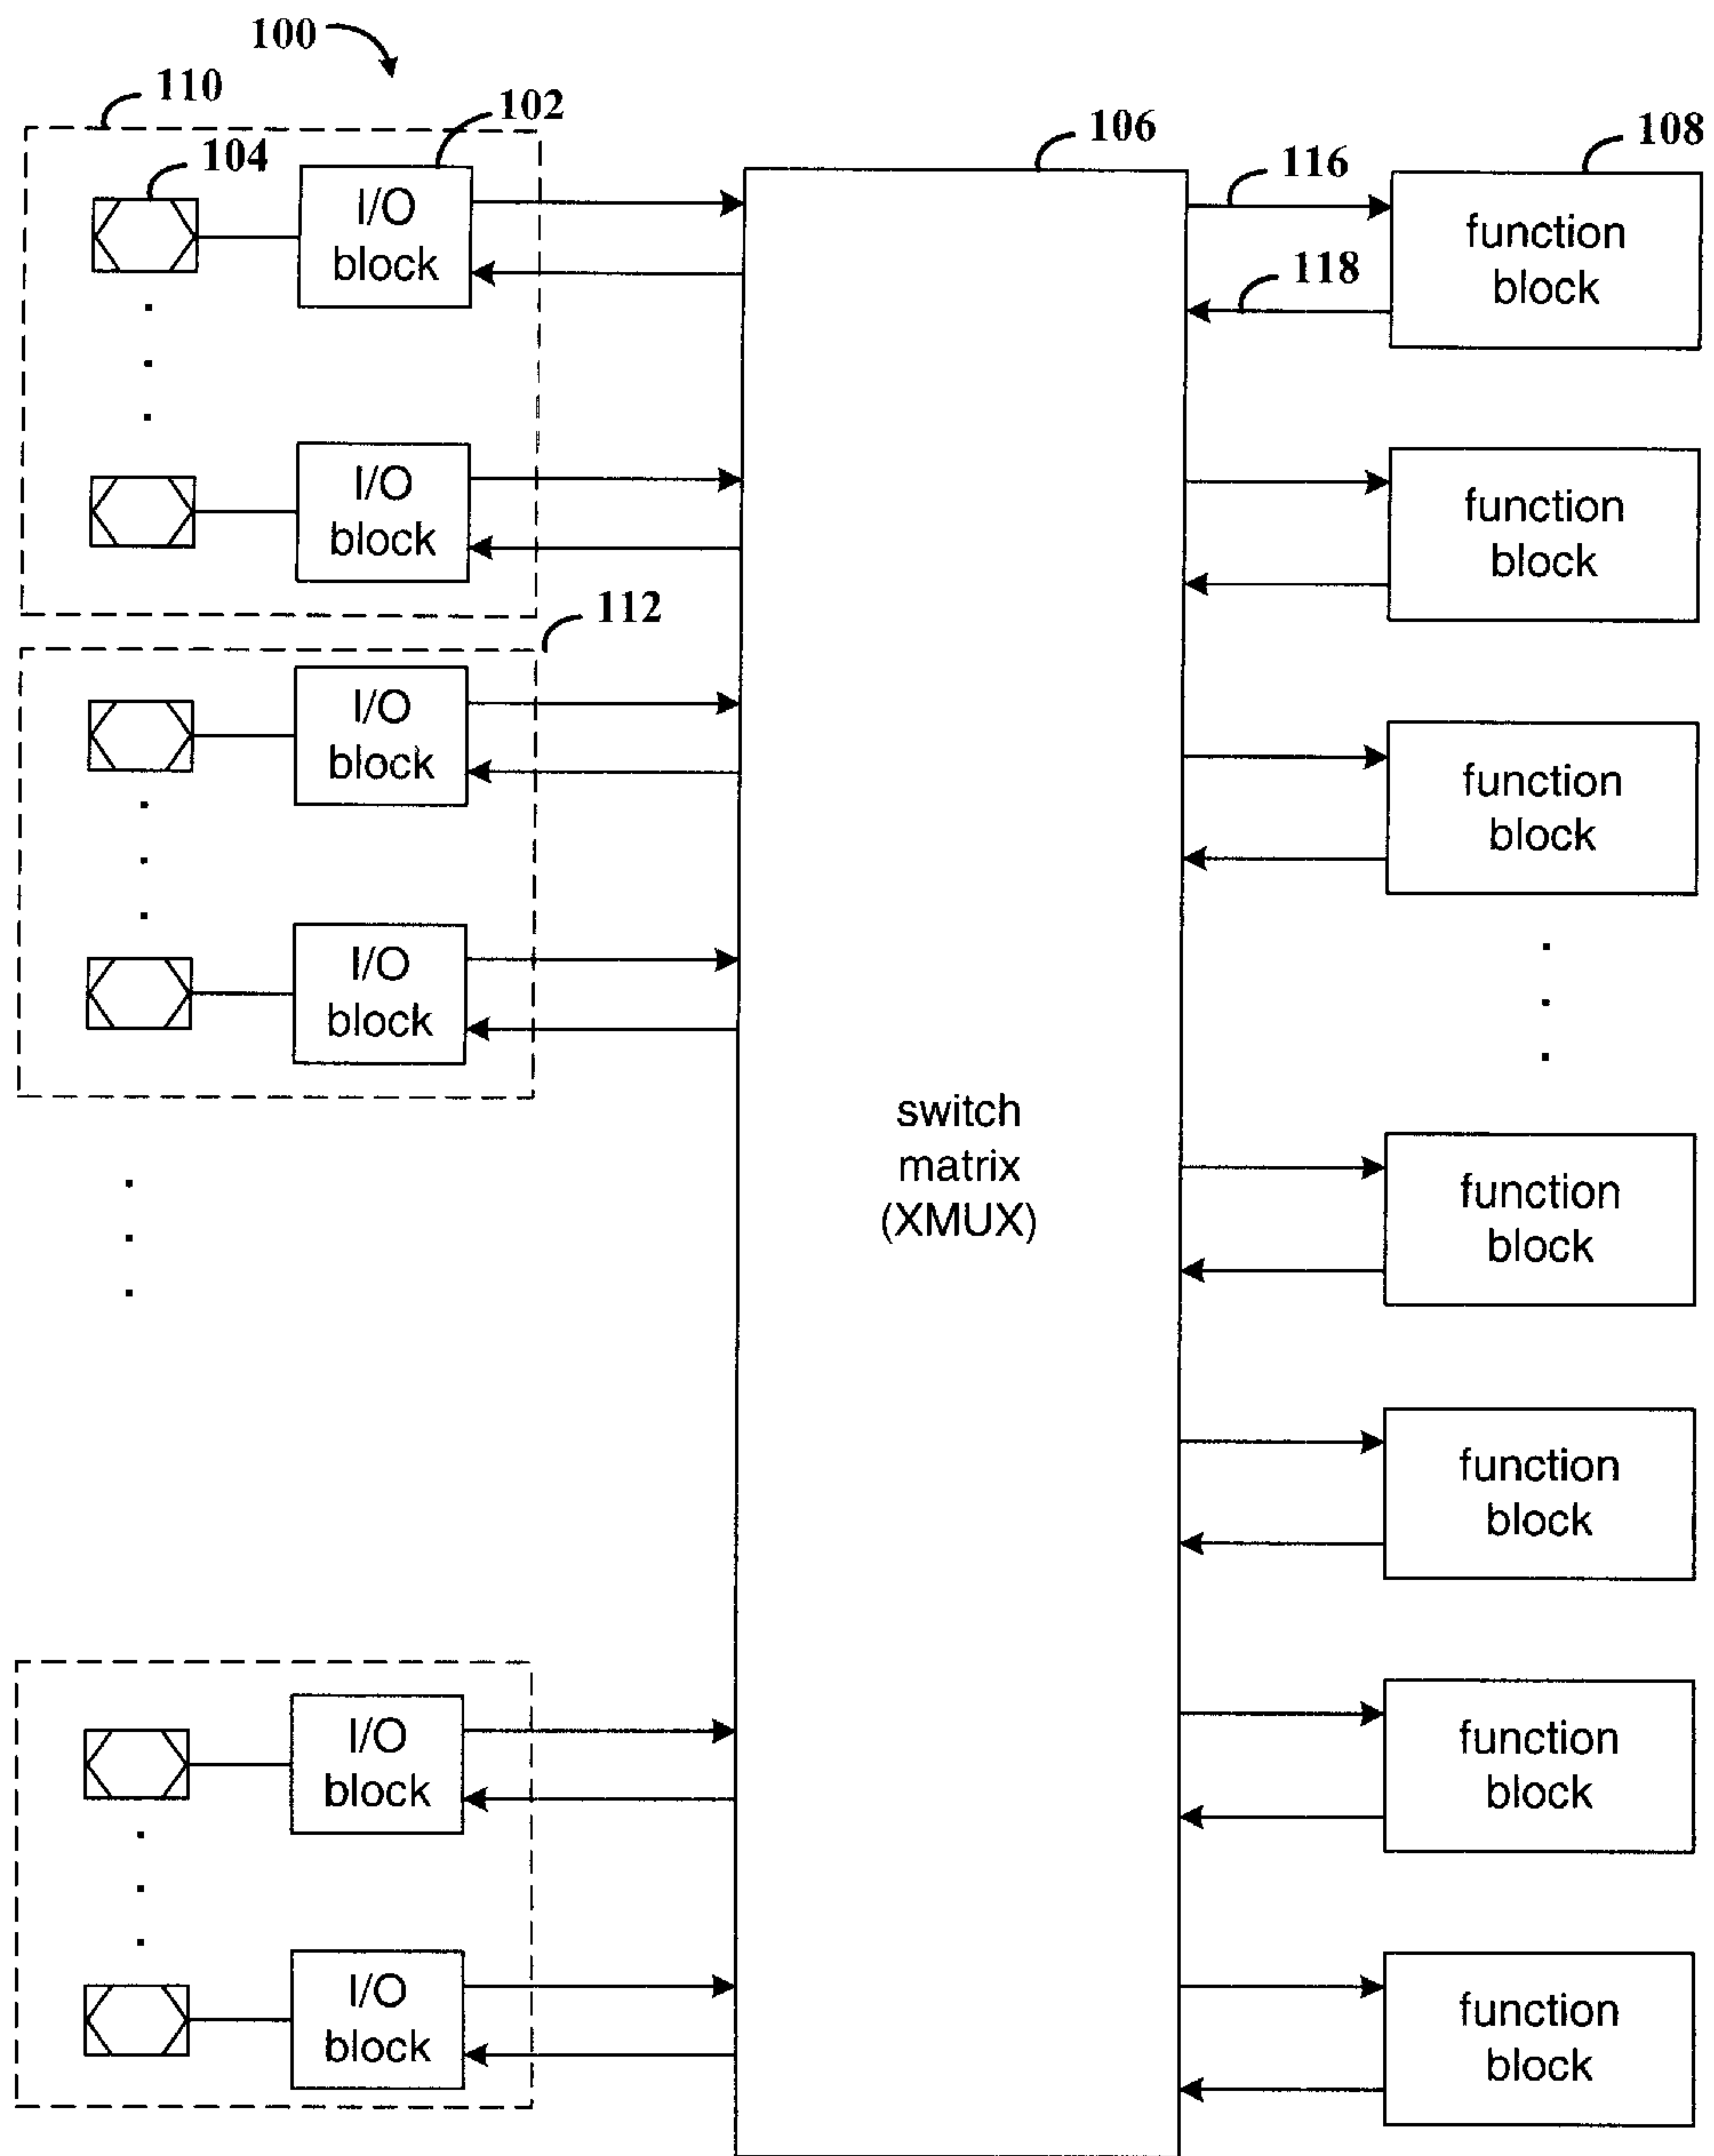 100
110
102
104
106
116
108
118
112
I/O
block
I/O
block
I/O
block
I/O
block
I/O
block
I/O
block
switch
matrix
(XMUX)
function
block
function
block
function
block
function
block
function
block
function
block
function
block